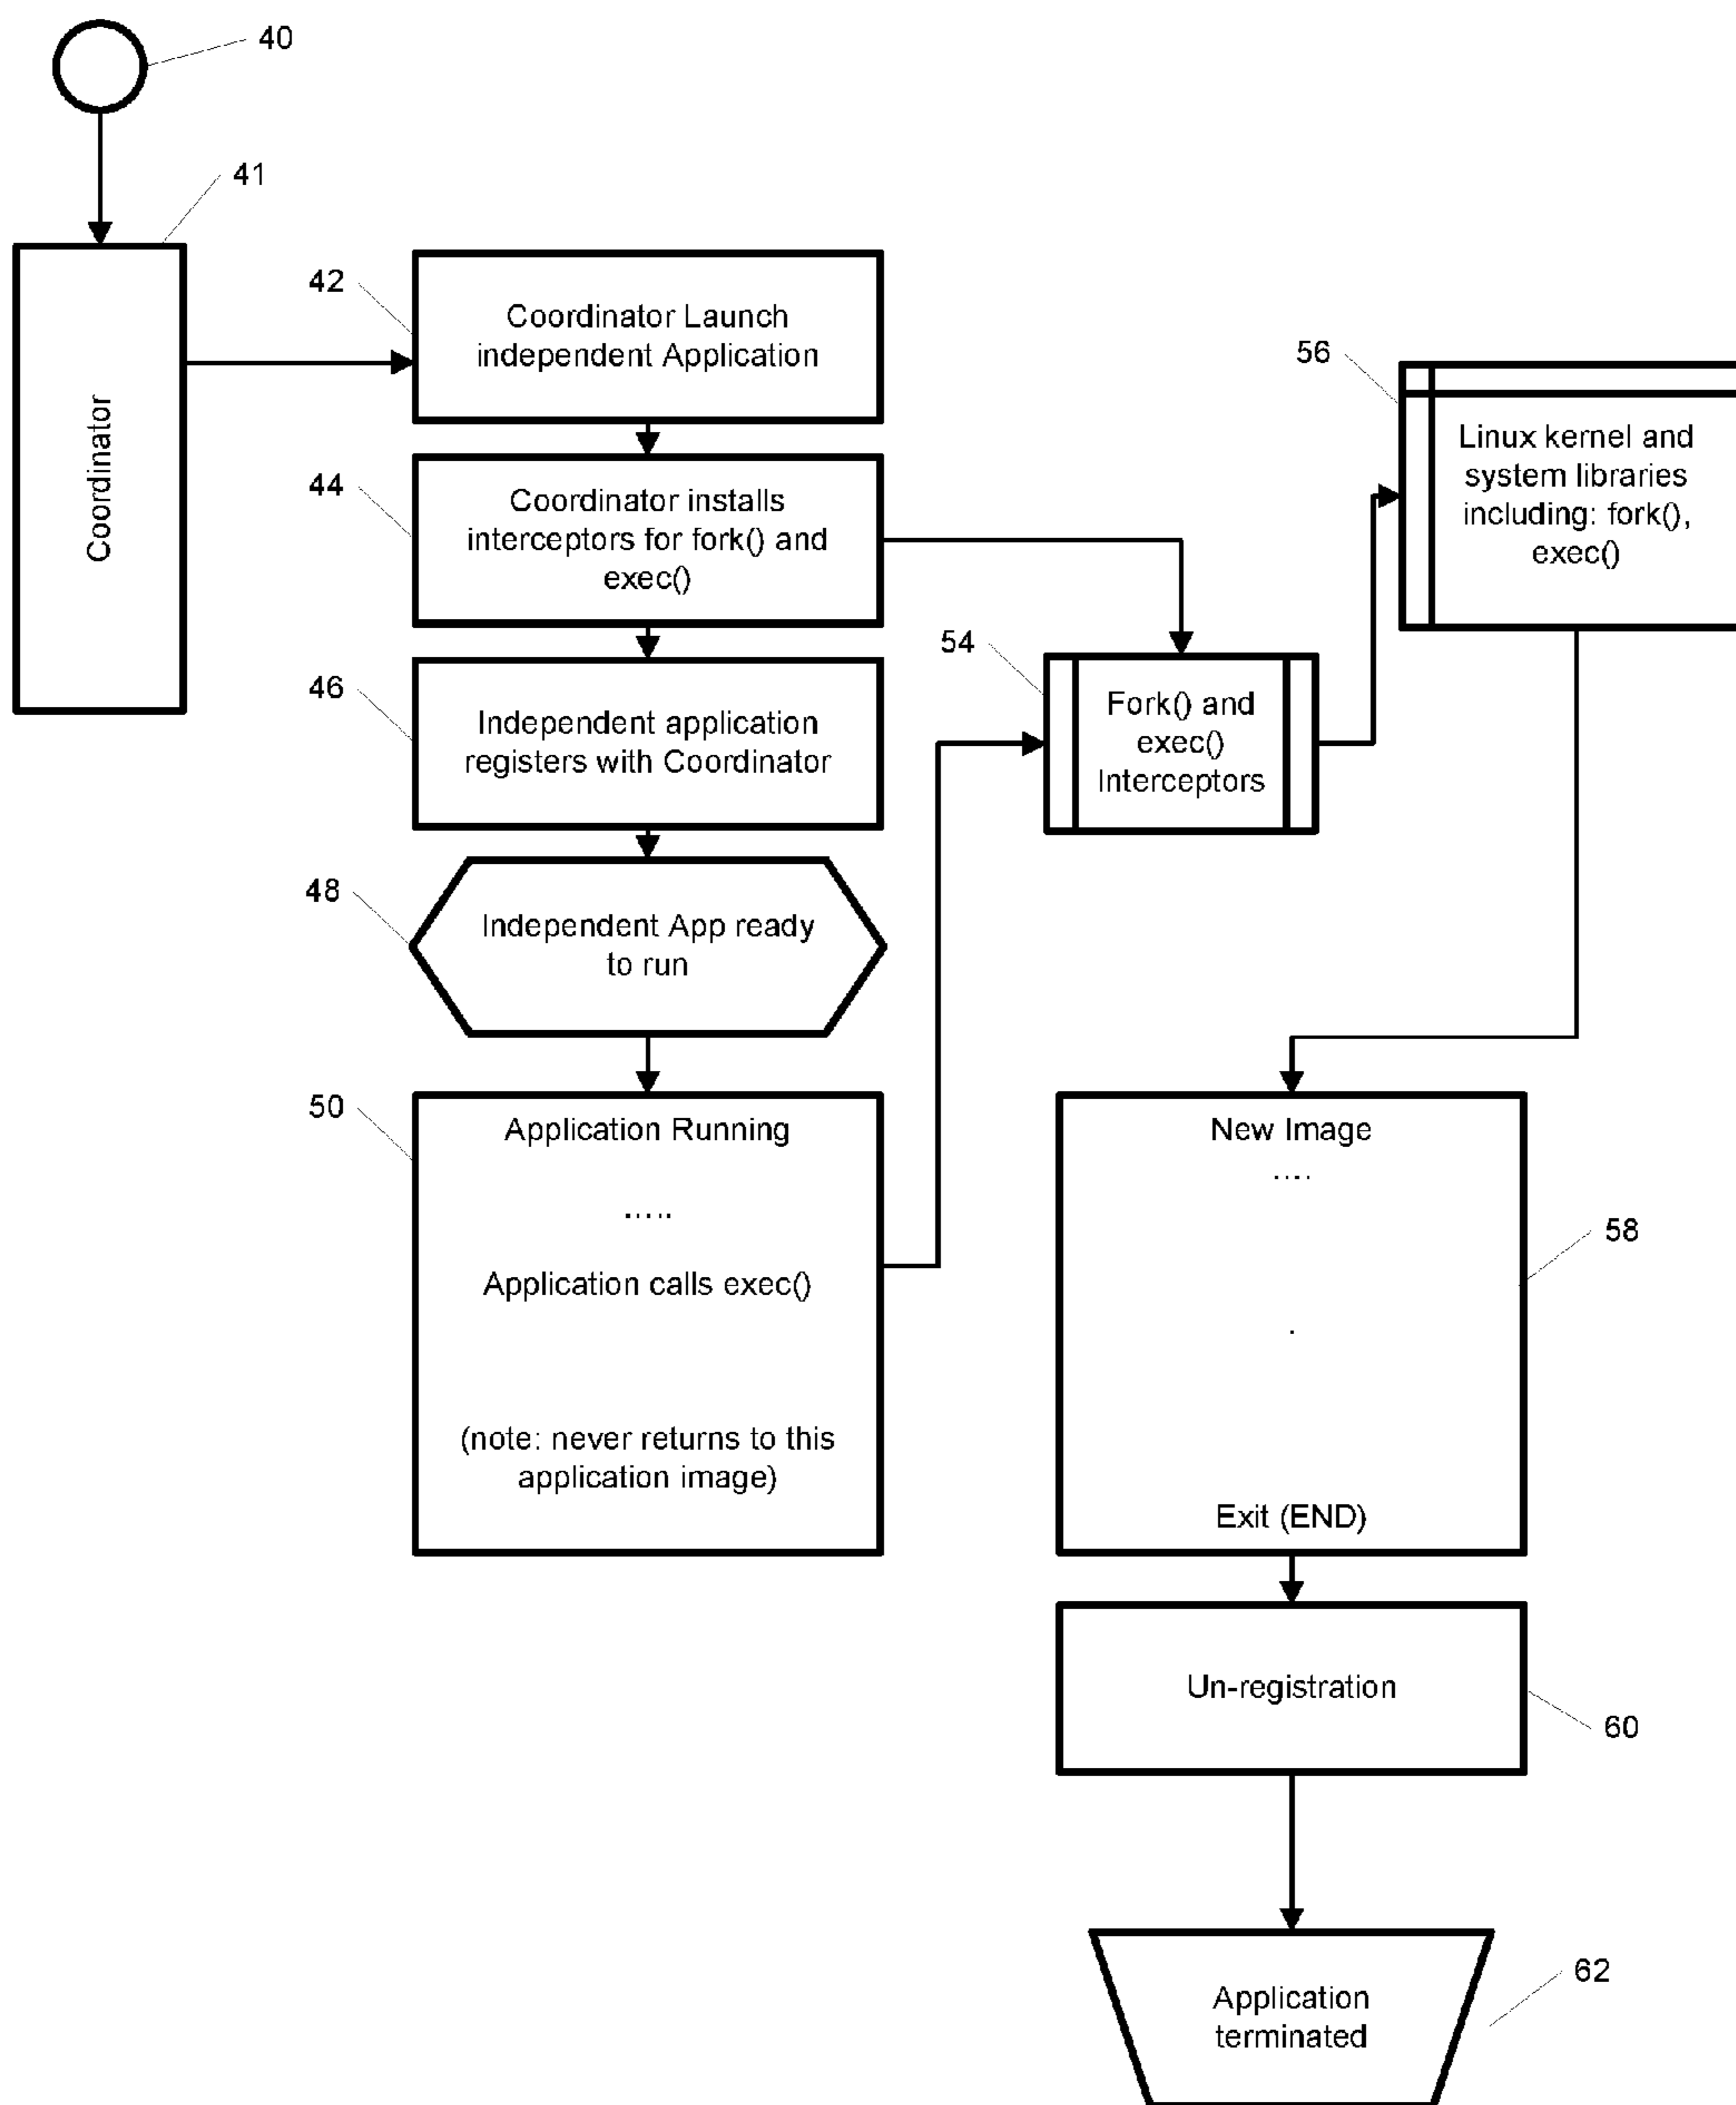 40
41
Coordinator
42
Coordinator Launch
independent Application
44
Coordinator installs
interceptors for fork() and
exec()
46
Independent application
registers with Coordinator
48
Independent App ready
to run
50
Application Running
.....
Application calls exec()
(note: never returns to this
application image)
54
Fork() and
exec()
Interceptors
56
Linux kernel and
system libraries
including: fork(),
exec()
58
New Image
....
.
Exit (END)
60
Un-registration
62
Application
terminated